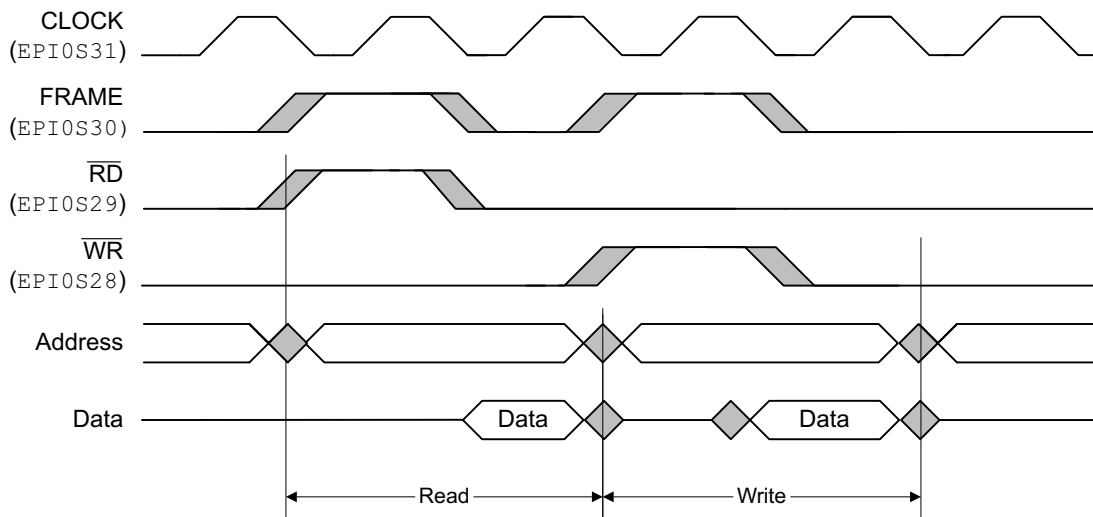 CLOCK
(EPI0S31)
FRAME
(EPI0S30)
RD
(EPI0S29)
WR
(EPI0S28)
Address
Data
Data
Data
Read
Write